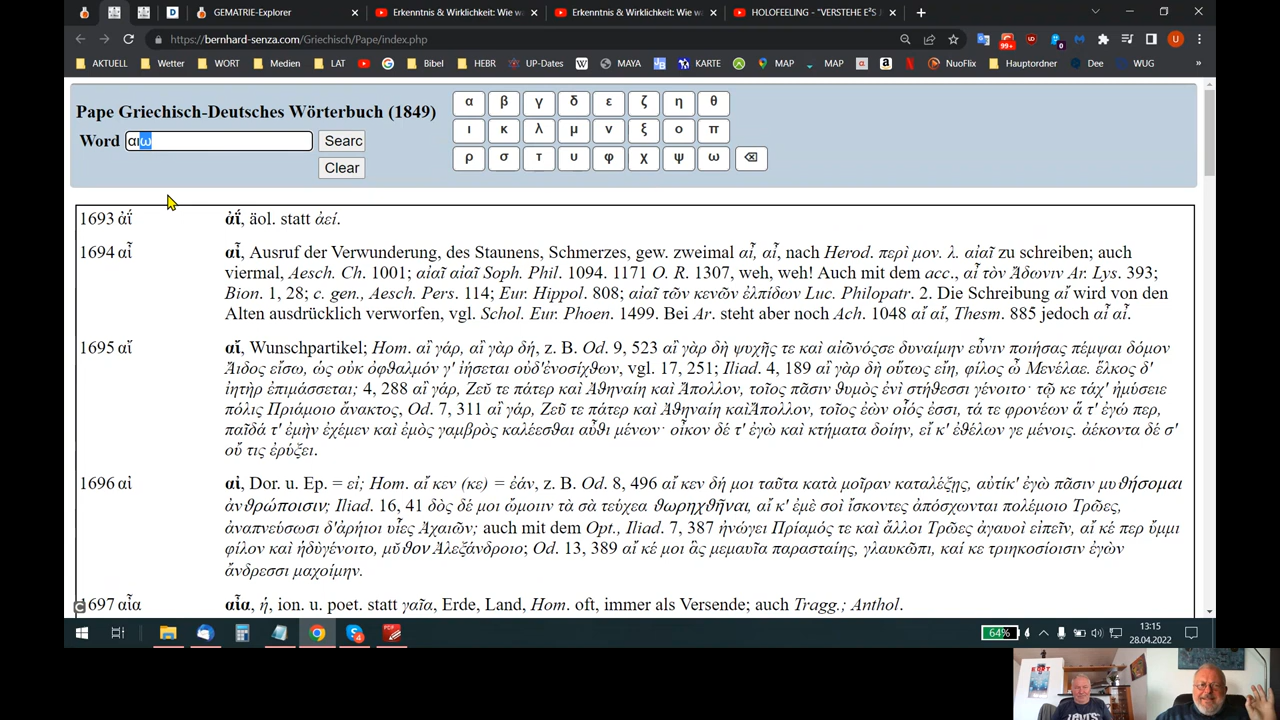 GEMATRIE-Explorer
Erkenntnis & Wirklichkeit: Wie w
Erkenntnis & Wirklichkeit: Wie w
HOLOFEELING - "VERSTEHE E²S
https://bernhard-senza.com/Griechisch/Pape/index.php
99+
U
AKTUELL Wetter WORT Medien LAT Bibel HEBR UP-Dates MAYA KARTE MAP MAP NuoFlix Hauptordner Dee WUG »
Pape Griechisch-Deutsches Wörterbuch (1849)
Word αιω Searc
Clear
α β γ δ ε ζ η θ
ι κ λ μ ν ξ ο π
ρ σ τ υ φ χ ψ ω
1693 ἀΐ ἀΐ, äol. statt ἀεί.
1694 αἶ αἶ, Ausruf der Verwunderung, des Staunens, Schmerzes, gew. zweimal αἶ, αἶ, nach Herod. περὶ μον. λ. αἰαῖ zu schreiben; auch
viermal, Aesch. Ch. 1001; αἰαῖ αἰαῖ Soph. Phil. 1094. 1171 O. R. 1307, weh, weh! Auch mit dem acc., αἶ τὸν Ἄδωνιν Ar. Lys. 393;
Bion. 1, 28; c. gen., Aesch. Pers. 114; Eur. Hippol. 808; αἰαῖ τῶν κενῶν ἐλπίδων Luc. Philopatr. 2. Die Schreibung αἴ wird von den
Alten ausdrücklich verworfen, vgl. Schol. Eur. Phoen. 1499. Bei Ar. steht aber noch Ach. 1048 αἴ αἴ, Thesm. 885 jedoch αἶ αἶ.
1695 αἴ αἴ, Wunschpartikel; Hom. αἲ γάρ, αἲ γὰρ δή, z. B. Od. 9, 523 αἲ γὰρ δὴ ψυχῆς τε καὶ αἰῶνόςσε δυναίμην εὖνιν ποιήσας πέμψαι δόμον
Ἄϊδος εἴσω, ὡς οὐκ ὀφθαλμόν γ' ἰήσεται οὐδ'ἐνοσίχθων, vgl. 17, 251; Iliad. 4, 189 αἲ γὰρ δὴ οὕτως εἴη, φίλος ὦ Μενέλαε. ἕλκος δ'
ἰητὴρ ἐπιμάσσεται; 4, 288 αἲ γάρ, Ζεῦ τε πάτερ καὶ Ἀθηναίη καὶ Ἄπολλον, τοῖος πᾶσιν θυμὸς ἐνὶ στήθεσσι γένοιτο· τῷ κε τάχ' ἠμύσειε
πόλις Πριάμοιο ἄνακτος, Od. 7, 311 αἲ γάρ, Ζεῦ τε πάτερ καὶ Ἀθηναίη καὶἌπολλον, τοῖος ἐὼν οἷός ἐσσι, τά τε φρονέων ἅ τ' ἐγώ περ,
παῖδά τ' ἐμὴν ἐχέμεν καὶ ἐμὸς γαμβρὸς καλέεσθαι αὖθι μένων· οἶκον δέ τ' ἐγὼ καὶ κτήματα δοίην, εἴ κ' ἐθέλων γε μένοις. ἀέκοντα δέ σ'
οὔ τις ἐρύξει.
1696 αἰ αἰ, Dor. u. Ep. = εἰ; Hom. αἴ κεν (κε) = ἐάν, z. B. Od. 8, 496 αἴ κεν δή μοι ταῦτα κατὰ μοῖραν καταλέξῃς, αὐτίκ' ἐγὼ πᾶσιν μυθήσομαι
ἀνθρώποισιν; Iliad. 16, 41 δὸς δέ μοι ὤμοιιν τὰ σὰ τεύχεα θωρηχθῆναι, αἴ κ' ἐμὲ σοὶ ἴσκοντες ἀπόσχωνται πολέμοιο Τρῶες,
ἀναπνεύσωσι δ'ἀρήιοι υἷες Ἀχαιῶν; auch mit dem Opt., Iliad. 7, 387 ἠνώγει Πρίαμός τε καὶ ἄλλοι Τρῶες ἀγαυοὶ εἰπεῖν, αἴ κέ περ ὔμμι
φίλον καὶ ἡδὺγένοιτο, μῦθον Ἀλεξάνδροιο; Od. 13, 389 αἴ κέ μοι ἃς μεμαυῖα παρασταίης, γλαυκῶπι, καί κε τριηκοσίοισιν ἐγὼν
ἄνδρεσσι μαχοίμην.
1697 αἶα αἶα, ἡ, ion. u. poet. statt γαῖα, Erde, Land, Hom. oft, immer als Versende; auch Tragg.; Anthol.
64%
13:15
28.04.2022